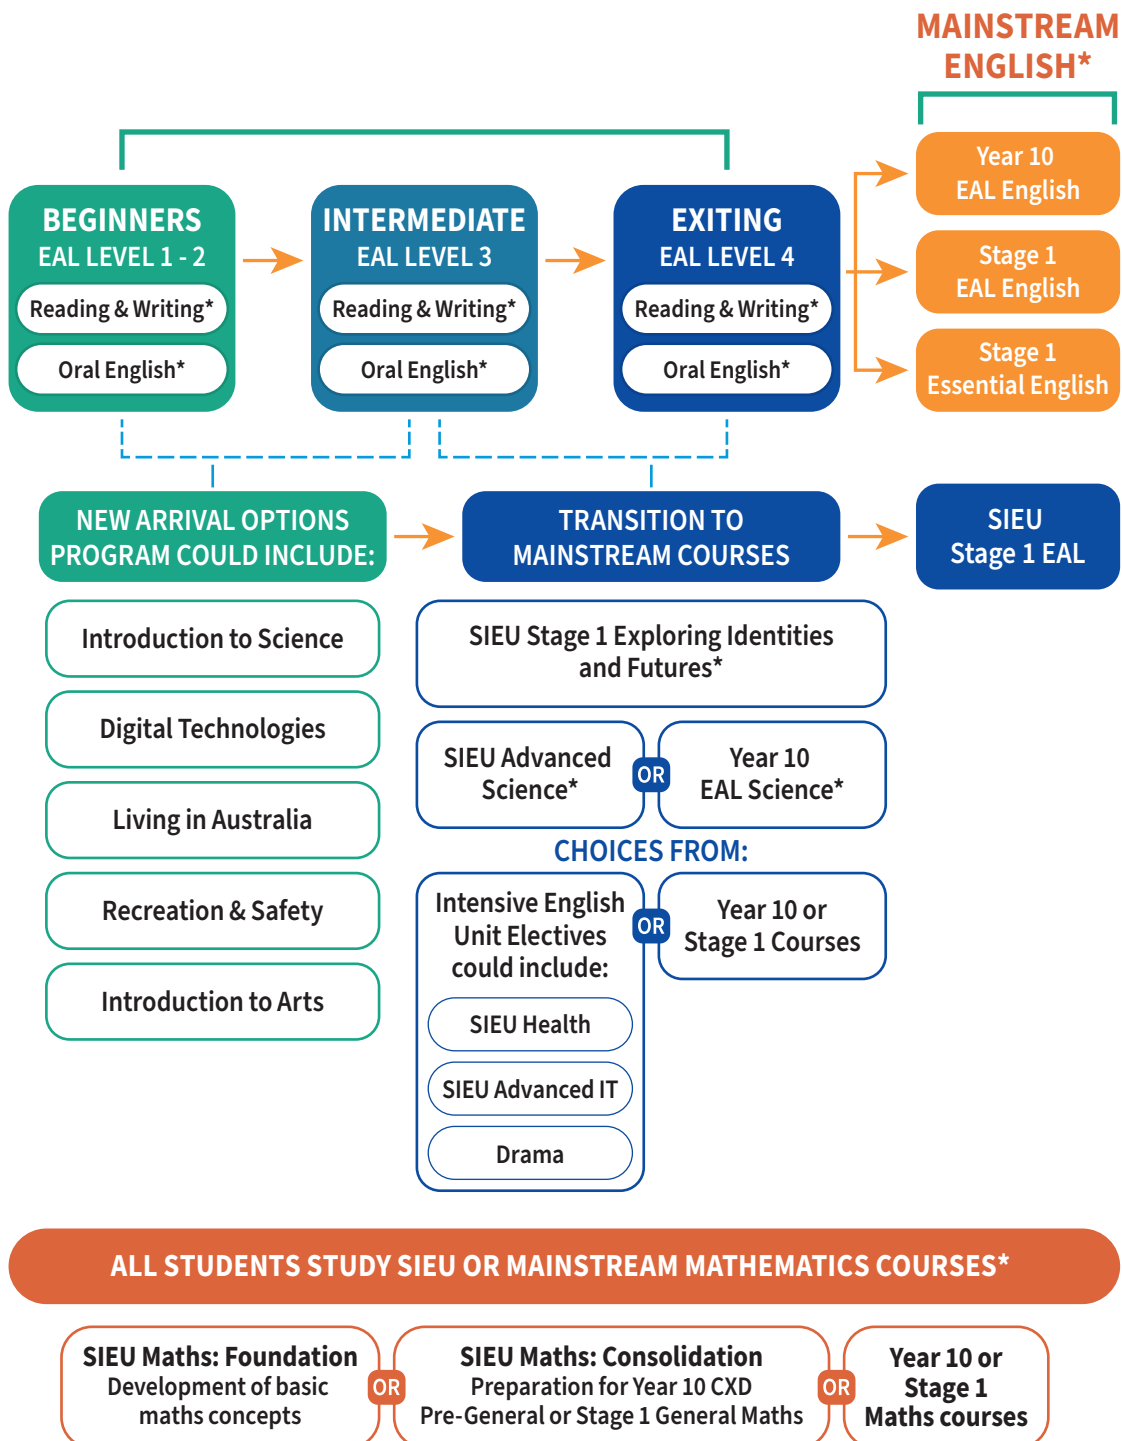 MAINSTREAM
ENGLISH*
Year 10
EAL English
Stage 1
EAL English
Stage 1
Essential English
BEGINNERS
EAL LEVEL 1 - 2
Reading & Writing*
Oral English*
INTERMEDIATE
EAL LEVEL 3
Reading & Writing*
Oral English*
EXITING
EAL LEVEL 4
Reading & Writing*
Oral English*
NEW ARRIVAL OPTIONS
PROGRAM COULD INCLUDE:
Introduction to Science
Digital Technologies
Living in Australia
Recreation & Safety
Introduction to Arts
TRANSITION TO
MAINSTREAM COURSES
SIEU
Stage 1 EAL
SIEU Stage 1 Exploring Identities
and Futures*
SIEU Advanced
Science*
OR
Year 10
EAL Science*
CHOICES FROM:
Intensive English
Unit Electives
could include:
SIEU Health
SIEU Advanced IT
Drama
OR
Year 10 or
Stage 1 Courses
ALL STUDENTS STUDY SIEU OR MAINSTREAM MATHEMATICS COURSES*
SIEU Maths: Foundation
Development of basic
maths concepts
OR
SIEU Maths: Consolidation
Preparation for Year 10 CXD
Pre-General or Stage 1 General Maths
OR
Year 10 or
Stage 1
Maths courses